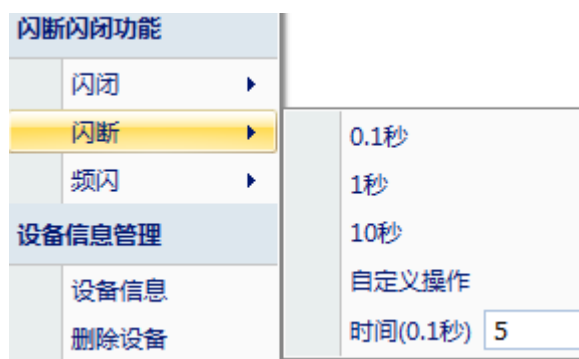 闪断闪闭功能
闪闭
闪断
频闪
设备信息管理
设备信息
删除设备
0.1秒
1秒
10秒
自定义操作
时间(0.1秒) 5